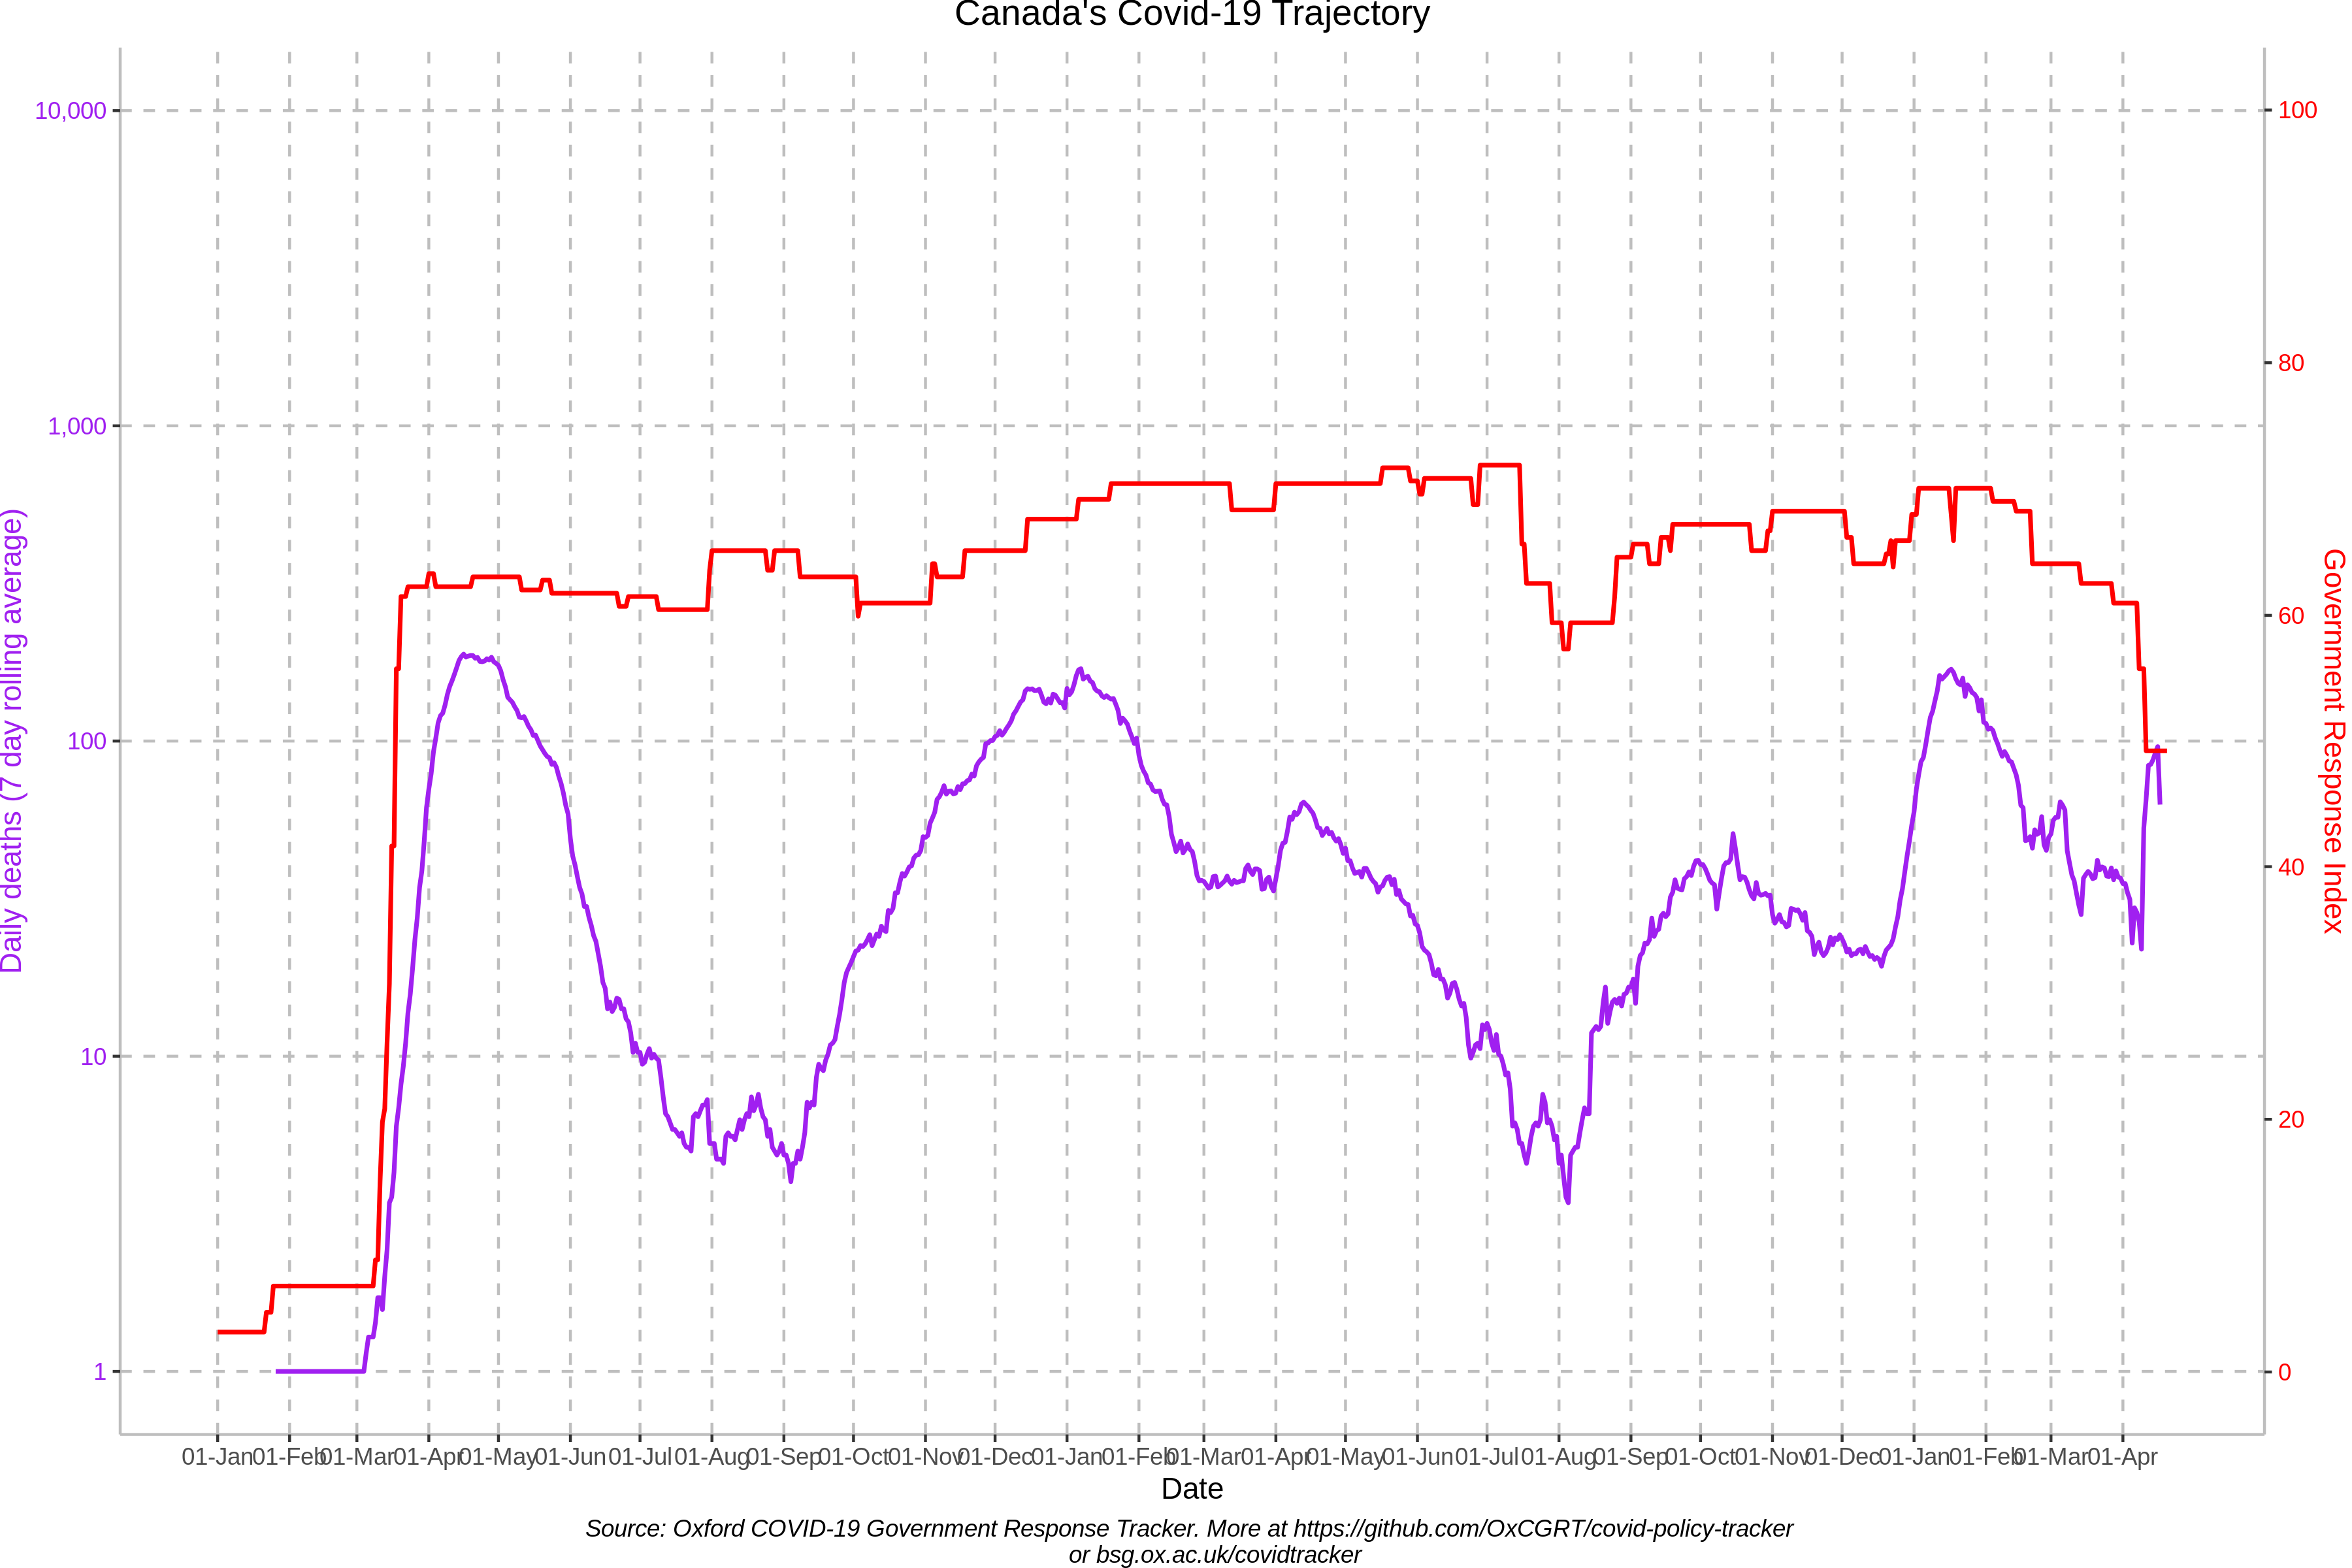 Canada's Covid-19 Trajectory
10,000
1,000
100
10
1
Daily deaths (7 day rolling average)
100
80
60
40
20
0
Government Response Index
01-Jan 01-Feb 01-Mar 01-Apr 01-May 01-Jun 01-Jul 01-Aug 01-Sep 01-Oct 01-Nov 01-Dec 01-Jan 01-Feb 01-Mar 01-Apr 01-May 01-Jun 01-Jul 01-Aug 01-Sep 01-Oct 01-Nov 01-Dec 01-Jan 01-Feb 01-Mar 01-Apr
Date
Source: Oxford COVID-19 Government Response Tracker. More at https://github.com/OxCGRT/covid-policy-tracker
or bsg.ox.ac.uk/covidtracker